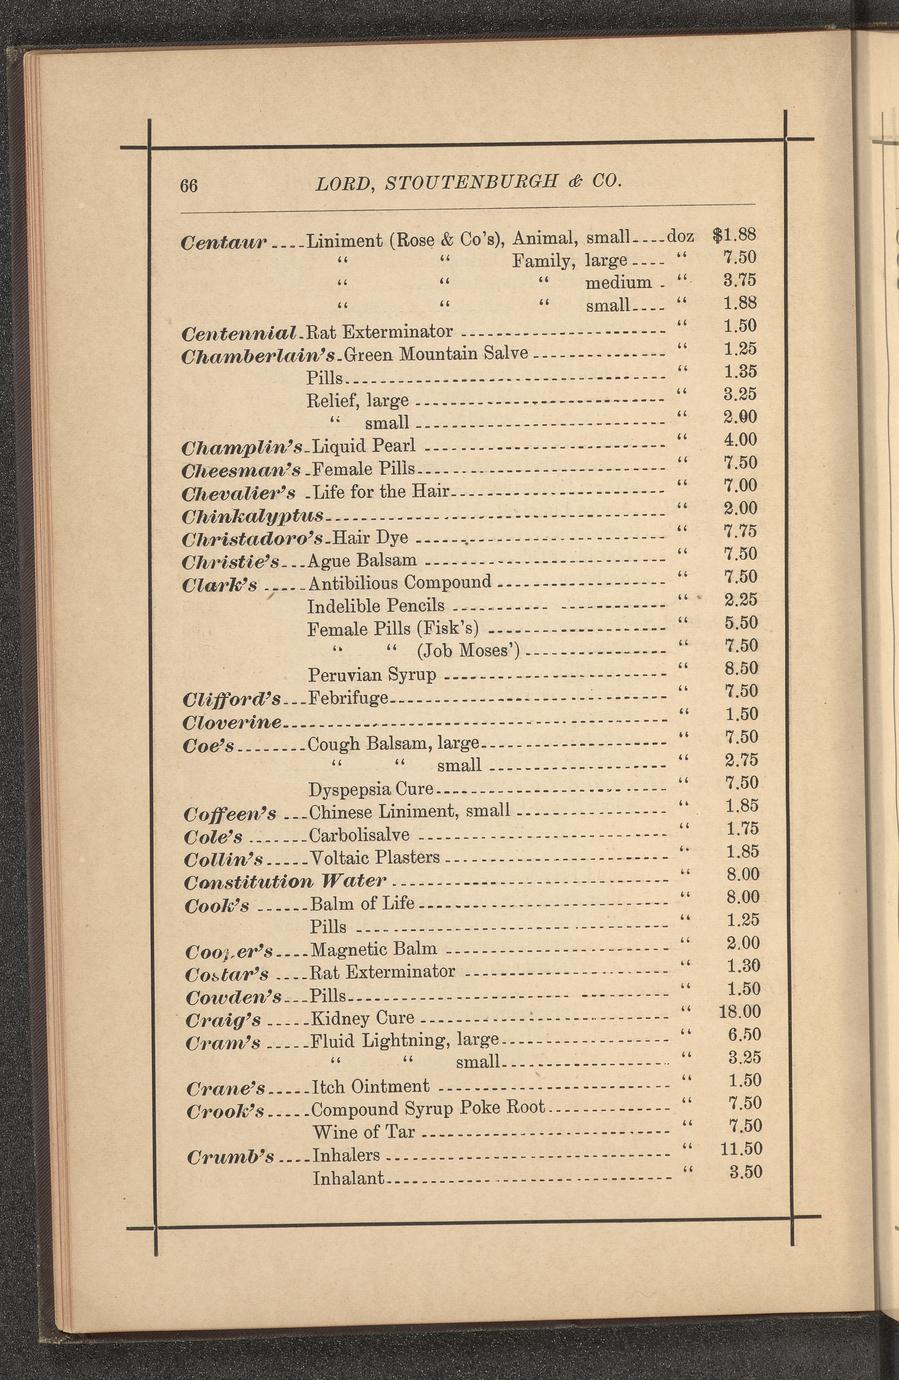 66 LORD, STOUTENBURGH & CO.
Centaur ----Liniment (Rose & Co's), Animal, small----doz $1.88
“ “ Family, large ---- “ 7.50
“ “ “ medium - “ 3.75
“ “ “ small---- “ 1.88
Centennial-Rat Exterminator ---------------------- “ 1.50
Chamberlain's-Green Mountain Salve --------------- “ 1.25
Pills----------------------------------- “ 1.35
Relief, large ---------------------------- “ 3.25
“ small ---------------------------- “ 2.00
Champlin's-Liquid Pearl --------------------------- “ 4.00
Cheesman's -Female Pills--------------------------- “ 7.50
Chevalier's -Life for the Hair----------------------- “ 7.00
Chinkalyptus------------------------------------- “ 2.00
Christadoro's-Hair Dye ---------------------------- “ 7.75
Christie's---Ague Balsam --------------------------- “ 7.50
Clark's -----Antibilious Compound ------------------ “ 7.50
Indelible Pencils ----------- ------------ “ 2.25
Female Pills (Fisk's) -------------------- “ 5.50
“ “ (Job Moses') ---------------- “ 7.50
Peruvian Syrup ------------------------- “ 8.50
Clifford's---Febrifuge------------------------------- “ 7.50
Cloverine---------------------------------------- “ 1.50
Coe's--------Cough Balsam, large--------------------- “ 7.50
“ “ small -------------------- “ 2.75
Dyspepsia Cure-------------------------- “ 7.50
Coffeen's ---Chinese Liniment, small ----------------- “ 1.85
Cole's -------Carbolisalve ---------------------------- “ 1.75
Collin's-----Voltaic Plasters ------------------------- “ 1.85
Constitution Water ------------------------------- “ 8.00
Cook's ------Balm of Life---------------------------- “ 8.00
Pills ----------------------------------- “ 1.25
Cooper's----Magnetic Balm ------------------------- “ 2.00
Costar's ----Rat Exterminator ----------------------- “ 1.30
Cowden's---Pills------------------------- ---------- “ 1.50
Craig's -----Kidney Cure ---------------------------- “ 18.00
Cram's -----Fluid Lightning, large------------------- “ 6.50
“ “ small------------------- “ 3.25
Crane's-----Itch Ointment -------------------------- “ 1.50
Crook's-----Compound Syrup Poke Root-------------- “ 7.50
Wine of Tar ---------------------------- “ 7.50
Crumb's ----Inhalers -------------------------------- “ 11.50
Inhalant-------------------------------- “ 3.50